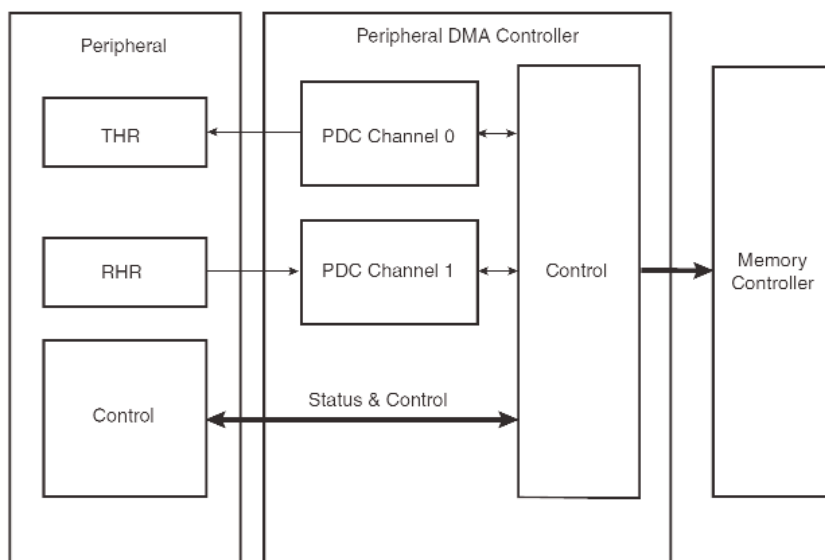 Peripheral
Peripheral DMA Controller
THR
PDC Channel 0
RHR
PDC Channel 1
Control
Memory
Controller
Control
Status & Control